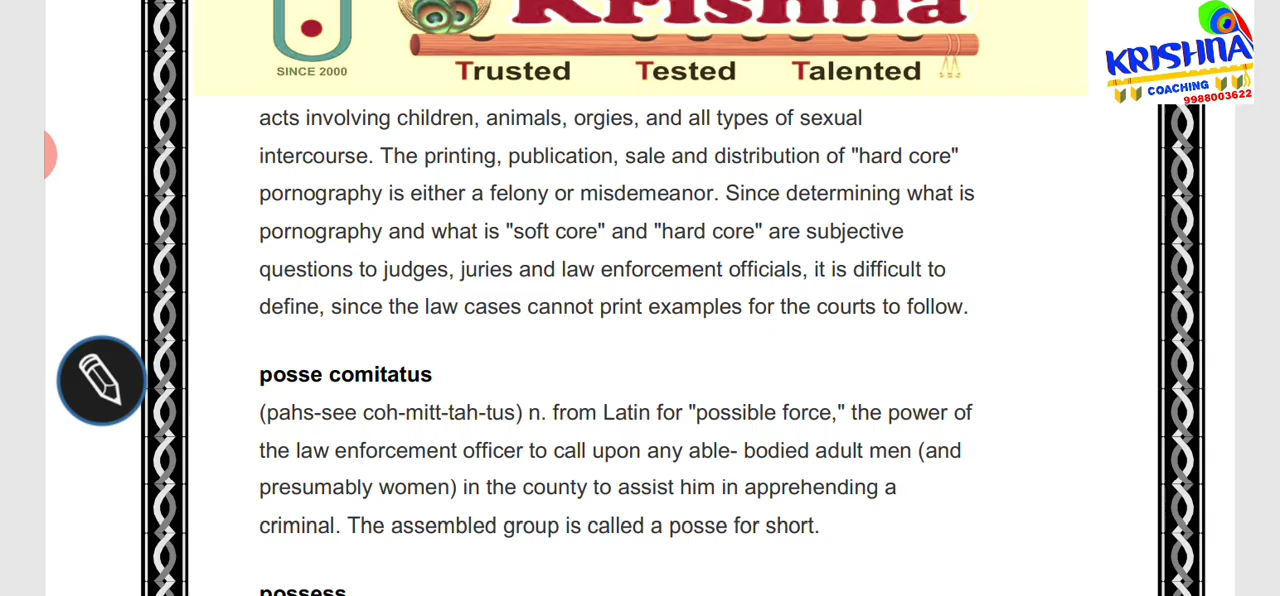 Krishna
SINCE 2000
Trusted Tested Talented
KRISHNA
COACHING
9988003622
acts involving children, animals, orgies, and all types of sexual
intercourse. The printing, publication, sale and distribution of "hard core"
pornography is either a felony or misdemeanor. Since determining what is
pornography and what is "soft core" and "hard core" are subjective
questions to judges, juries and law enforcement officials, it is difficult to
define, since the law cases cannot print examples for the courts to follow.
posse comitatus
(pahs-see coh-mitt-tah-tus) n. from Latin for "possible force," the power of
the law enforcement officer to call upon any able- bodied adult men (and
presumably women) in the county to assist him in apprehending a
criminal. The assembled group is called a posse for short.
possess